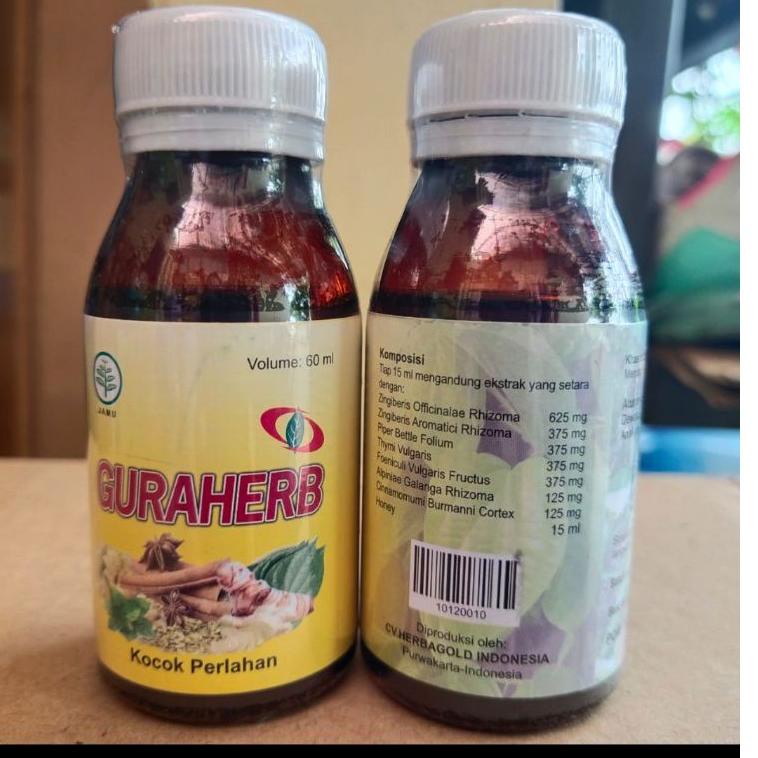 Volume: 60 ml
JAMU
GURAHERB
Kocok Perlahan
Komposisi
Tap 15 ml mengandung ekstrak yang setara
dengan:
Zingiberis Officinalae Rhizoma 625 mg
Zingiberis Aromatici Rhizoma 375 mg
Piper Bettle Folium 375 mg
Thymi Vulgaris 375 mg
Foeniculi Vulgaris Fructus 375 mg
Alpiniae Galanga Rhizoma 125 mg
Cinnamomumi Burmanni Cortex 125 mg
Honey 15 ml
10120010
Diproduksi oleh:
CV.HERBAGOLD INDONESIA
Purwakarta-Indonesia